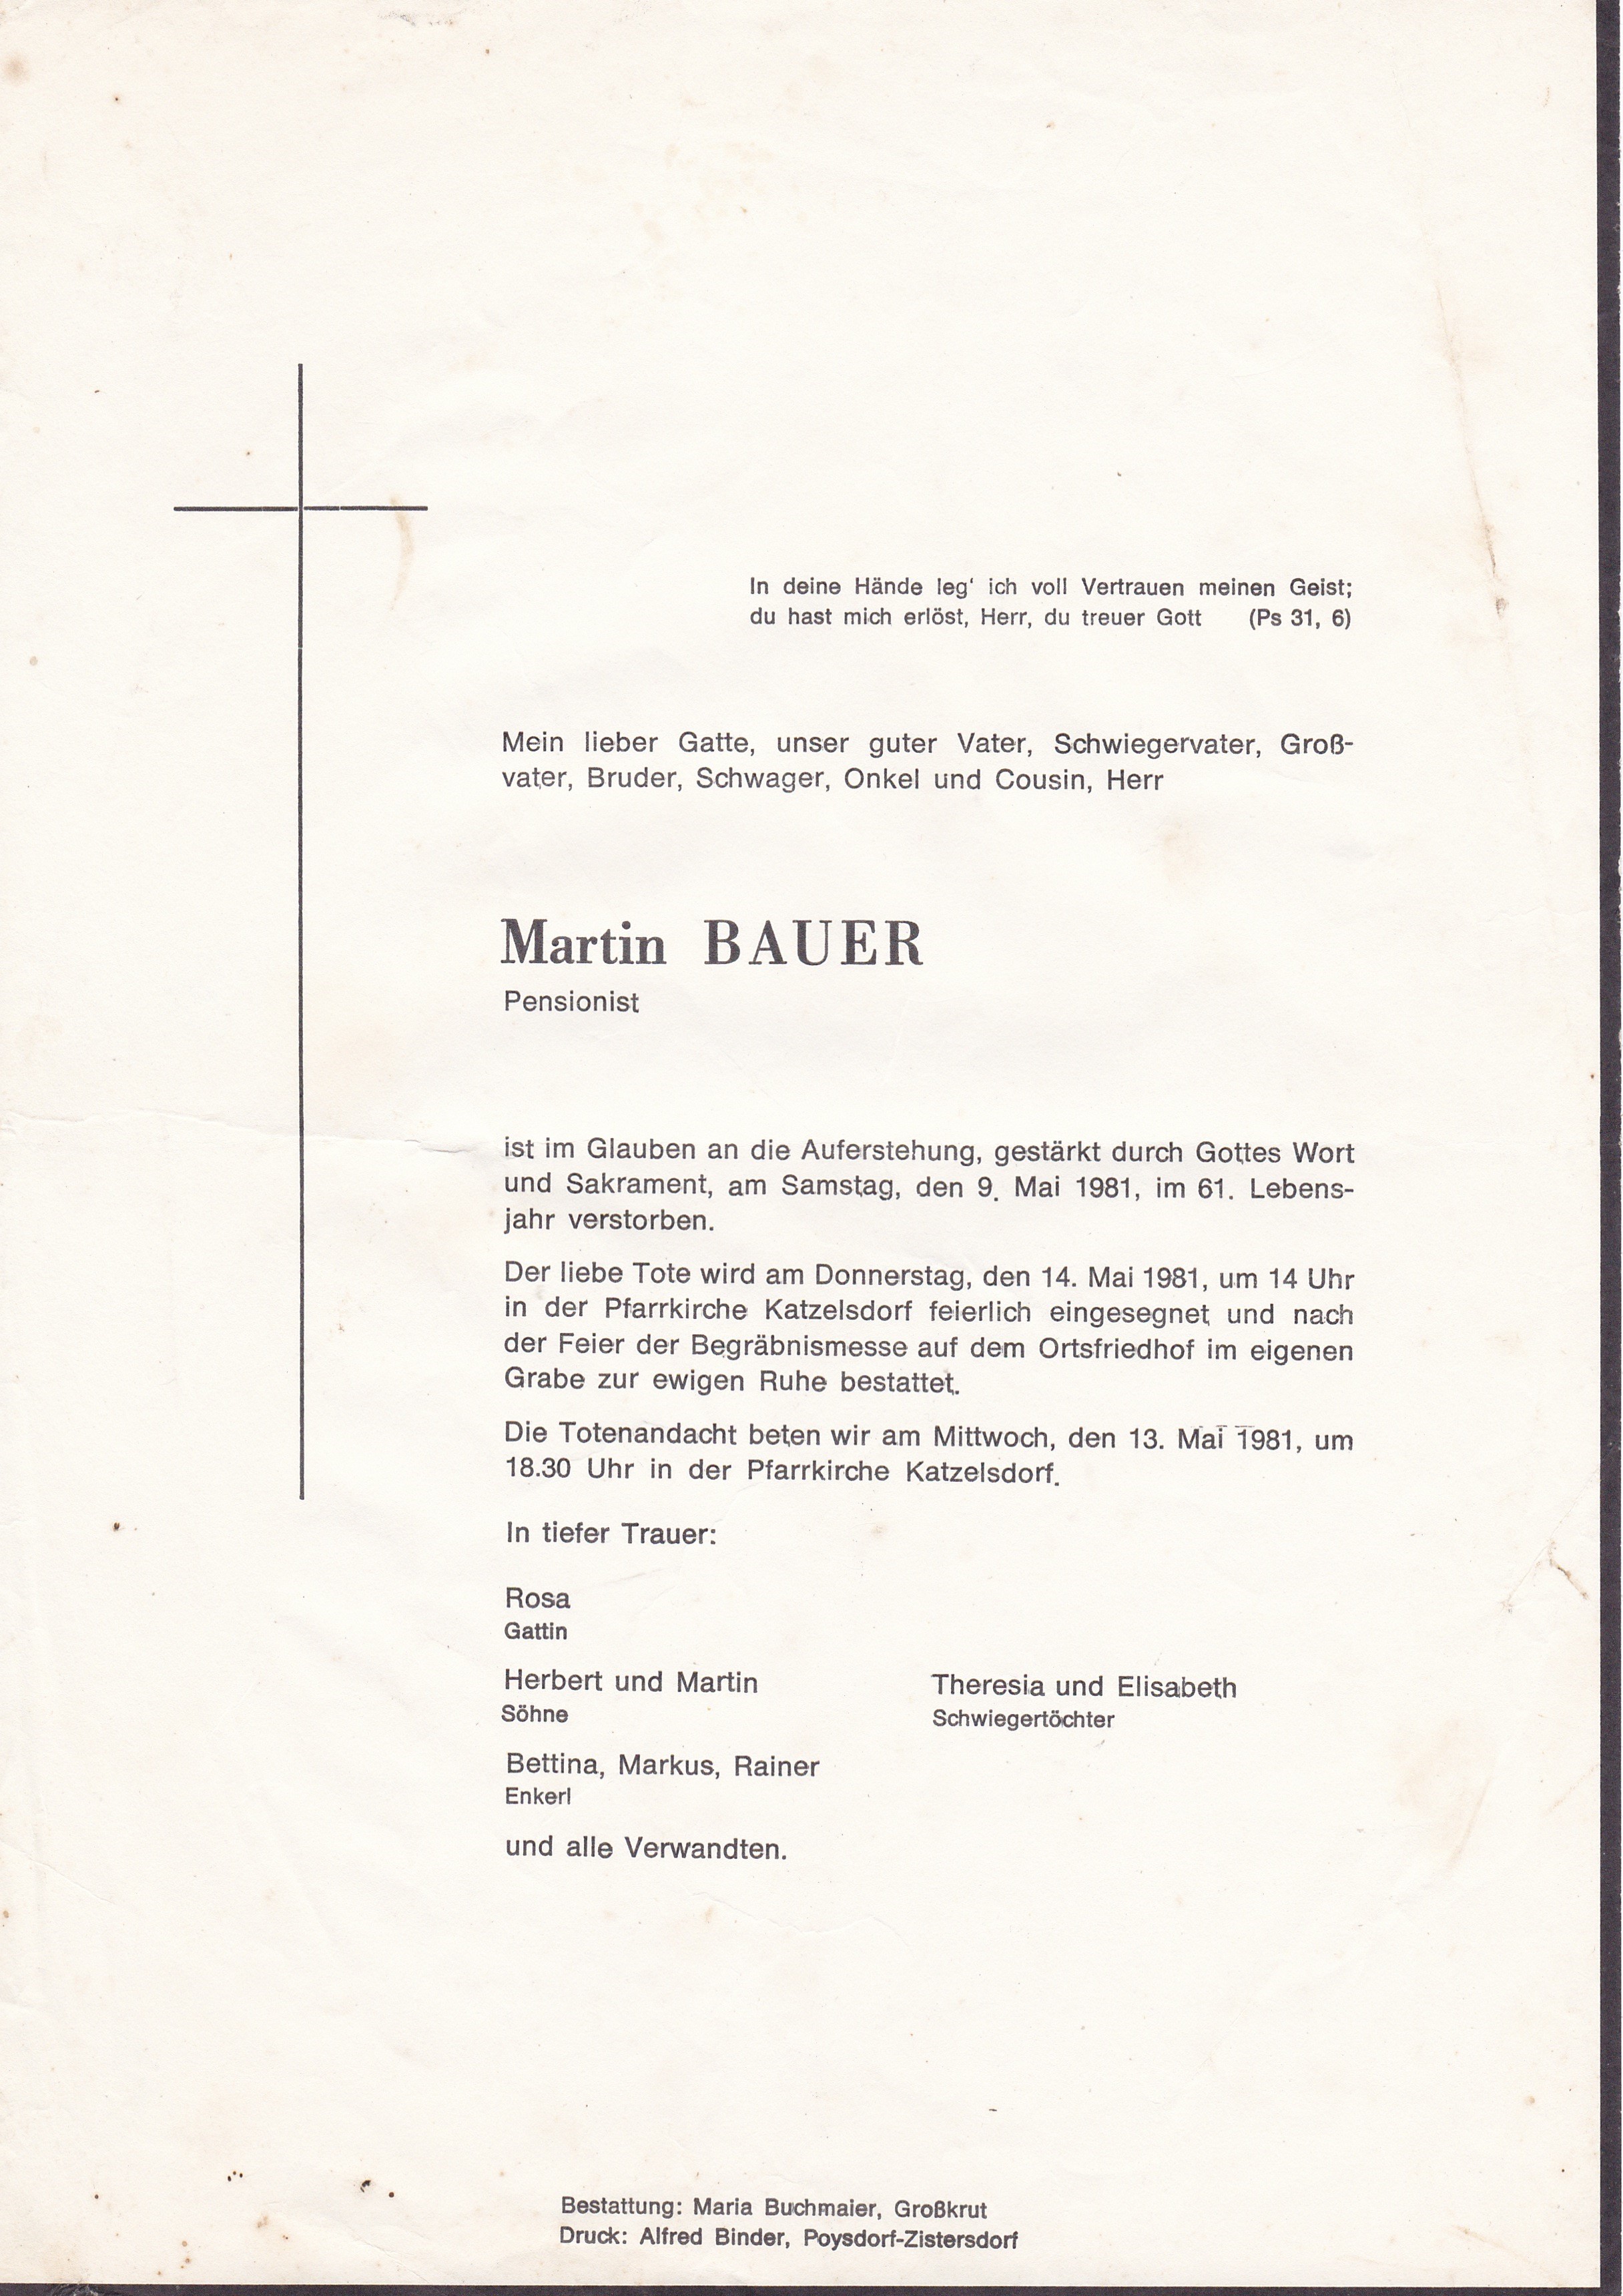 In deine Hände leg‘ ich voll Vertrauen meinen Geist;
du hast mich erlöst, Herr, du treuer Gott (Ps 31, 6)
Mein lieber Gatte, unser guter Vater, Schwiegervater, Groß-
vater, Bruder, Schwager, Onkel und Cousin, Herr
Martin BAUER
Pensionist
ist im Glauben an die Auferstehung, gestärkt durch Gottes Wort
und Sakrament, am Samstag, den 9. Mai 1981, im 61. Lebens-
jahr verstorben.
Der liebe Tote wird am Donnerstag, den 14. Mai 1981, um 14 Uhr
in der Pfarrkirche Katzelsdorf feierlich eingesegnet und nach
der Feier der Begräbnismesse auf dem Ortsfriedhof im eigenen
Grabe zur ewigen Ruhe bestattet.
Die Totenandacht beten wir am Mittwoch, den 13. Mai 1981, um
18.30 Uhr in der Pfarrkirche Katzelsdorf.
In tiefer Trauer:
Rosa
Gattin
Herbert und Martin
Söhne
Theresia und Elisabeth
Schwiegertöchter
Bettina, Markus, Rainer
Enkerl
und alle Verwandten.
Bestattung: Maria Buchmaier, Großkrut
Druck: Alfred Binder, Poysdorf-Zistersdorf